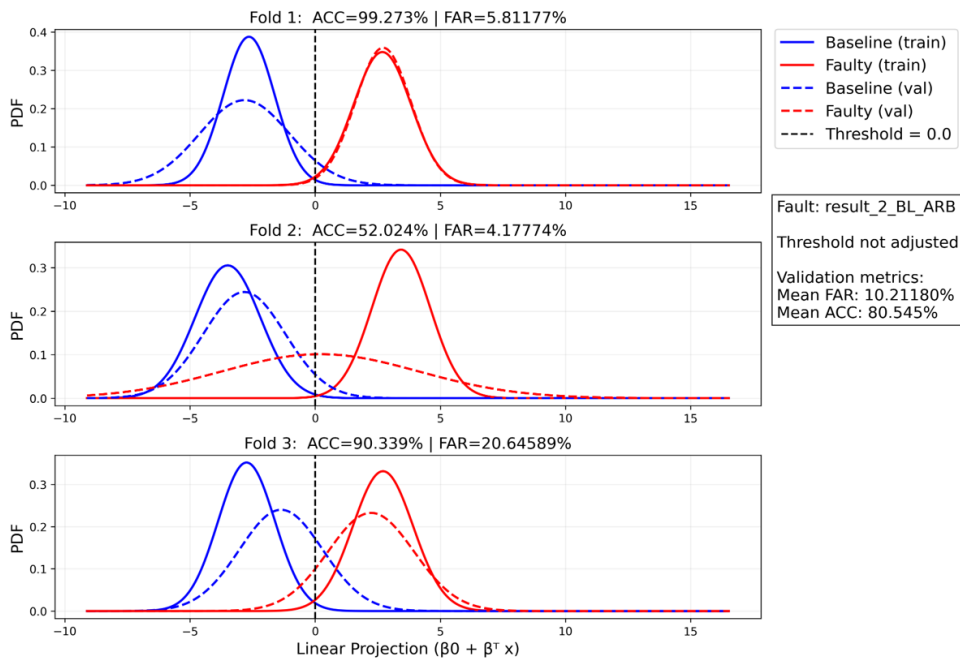 Fold 1:  ACC=99.273% | FAR=5.81177%
PDF
0.4
0.3
0.2
0.1
0.0
−10
−5
0
5
10
15
Baseline (train)
Faulty (train)
Baseline (val)
Faulty (val)
Threshold = 0.0
Fault: result_2_BL_ARB
Threshold not adjusted
Validation metrics:
Mean FAR: 10.21180%
Mean ACC: 80.545%
Fold 2:  ACC=52.024% | FAR=4.17774%
PDF
0.3
0.2
0.1
0.0
−10
−5
0
5
10
15
Fold 3:  ACC=90.339% | FAR=20.64589%
PDF
0.3
0.2
0.1
0.0
−10
−5
0
5
10
15
Linear Projection (β0 + βᵀ x)